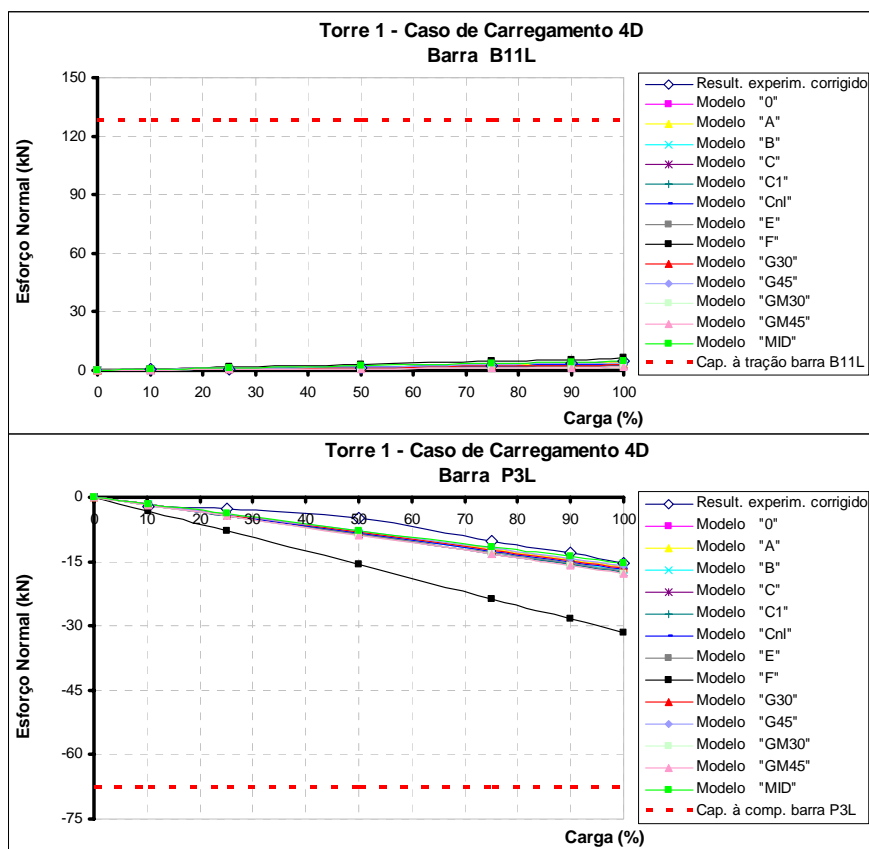 Torre 1 - Caso de Carregamento 4D
Barra B11L
Esforço Normal (kN)
150
130
110
90
70
50
30
10
0
0 10 20 30 40 50 60 70 80 90 100
Carga (%)
Result. experim. corrigido
Modelo "0"
Modelo "A"
Modelo "B"
Modelo "C"
Modelo "C1"
Modelo "Cnl"
Modelo "E"
Modelo "F"
Modelo "G30"
Modelo "G45"
Modelo "GM30"
Modelo "GM45"
Modelo "MID"
Cap. à tração barra B11L
Torre 1 - Caso de Carregamento 4D
Barra P3L
Esforço Normal (kN)
0
-15
-30
-45
-60
-75
0 10 20 30 40 50 60 70 80 90 100
Carga (%)
Result. experim. corrigido
Modelo "0"
Modelo "A"
Modelo "B"
Modelo "C"
Modelo "C1"
Modelo "Cnl"
Modelo "E"
Modelo "F"
Modelo "G30"
Modelo "G45"
Modelo "GM30"
Modelo "GM45"
Modelo "MID"
Cap. à comp. barra P3L